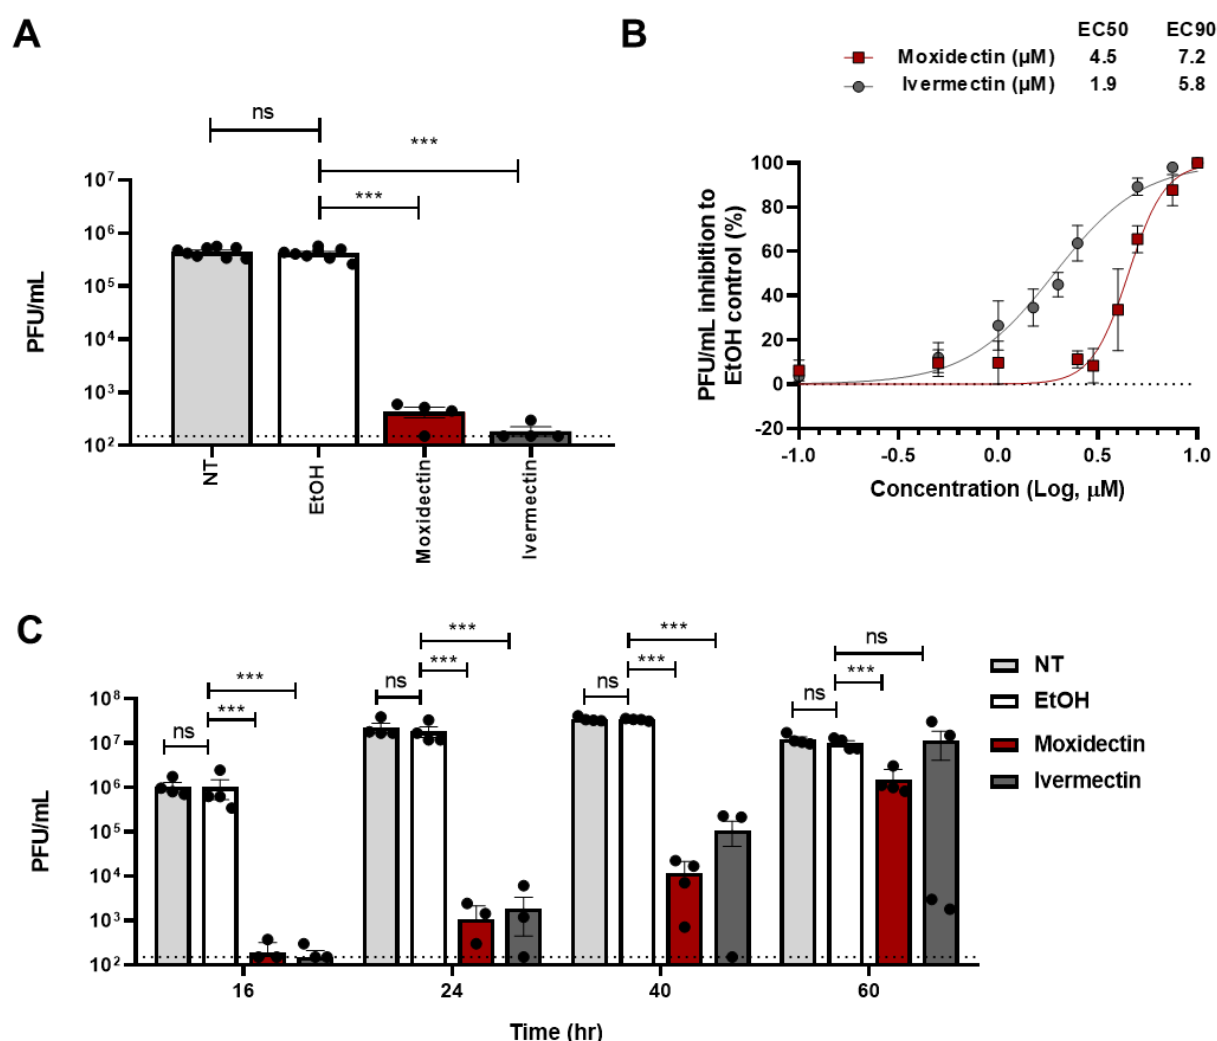 A
ns
***
***
10⁷
10⁶
10⁵
10⁴
10³
10²
PFU/mL
NT
EtOH
Moxidectin
Ivermectin
B
EC50 EC90
Moxidectin (µM) 4.5 7.2
Ivermectin (µM) 1.9 5.8
100
80
60
40
20
0
-20
PFU/mL inhibition to
EtOH control (%)
-1.0 -0.5 0.0 0.5 1.0
Concentration (Log, µM)
C
ns *** ***
ns *** ***
ns *** ***
ns *** ns
10⁸
10⁷
10⁶
10⁵
10⁴
10³
10²
PFU/mL
16 24 40 60
Time (hr)
NT
EtOH
Moxidectin
Ivermectin